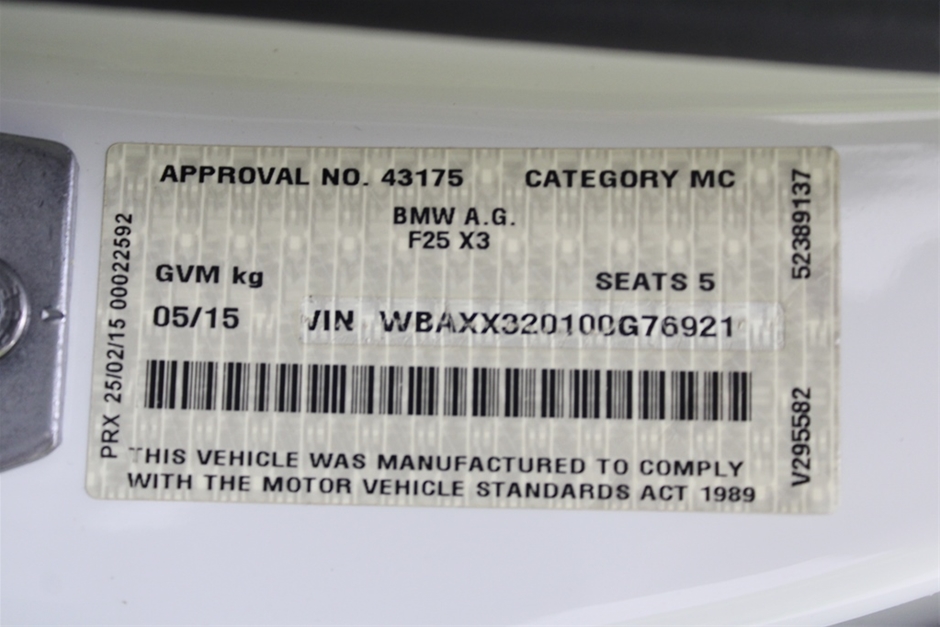 APPROVAL NO. 43175 CATEGORY MC
BMW A.G.
F25 X3
GVM kg SEATS 5
05/15 VIN WBAXX320100G76921
THIS VEHICLE WAS MANUFACTURED TO COMPLY
WITH THE MOTOR VEHICLE STANDARDS ACT 1989
PRX 25/02/15 00022592
52389137
V295582